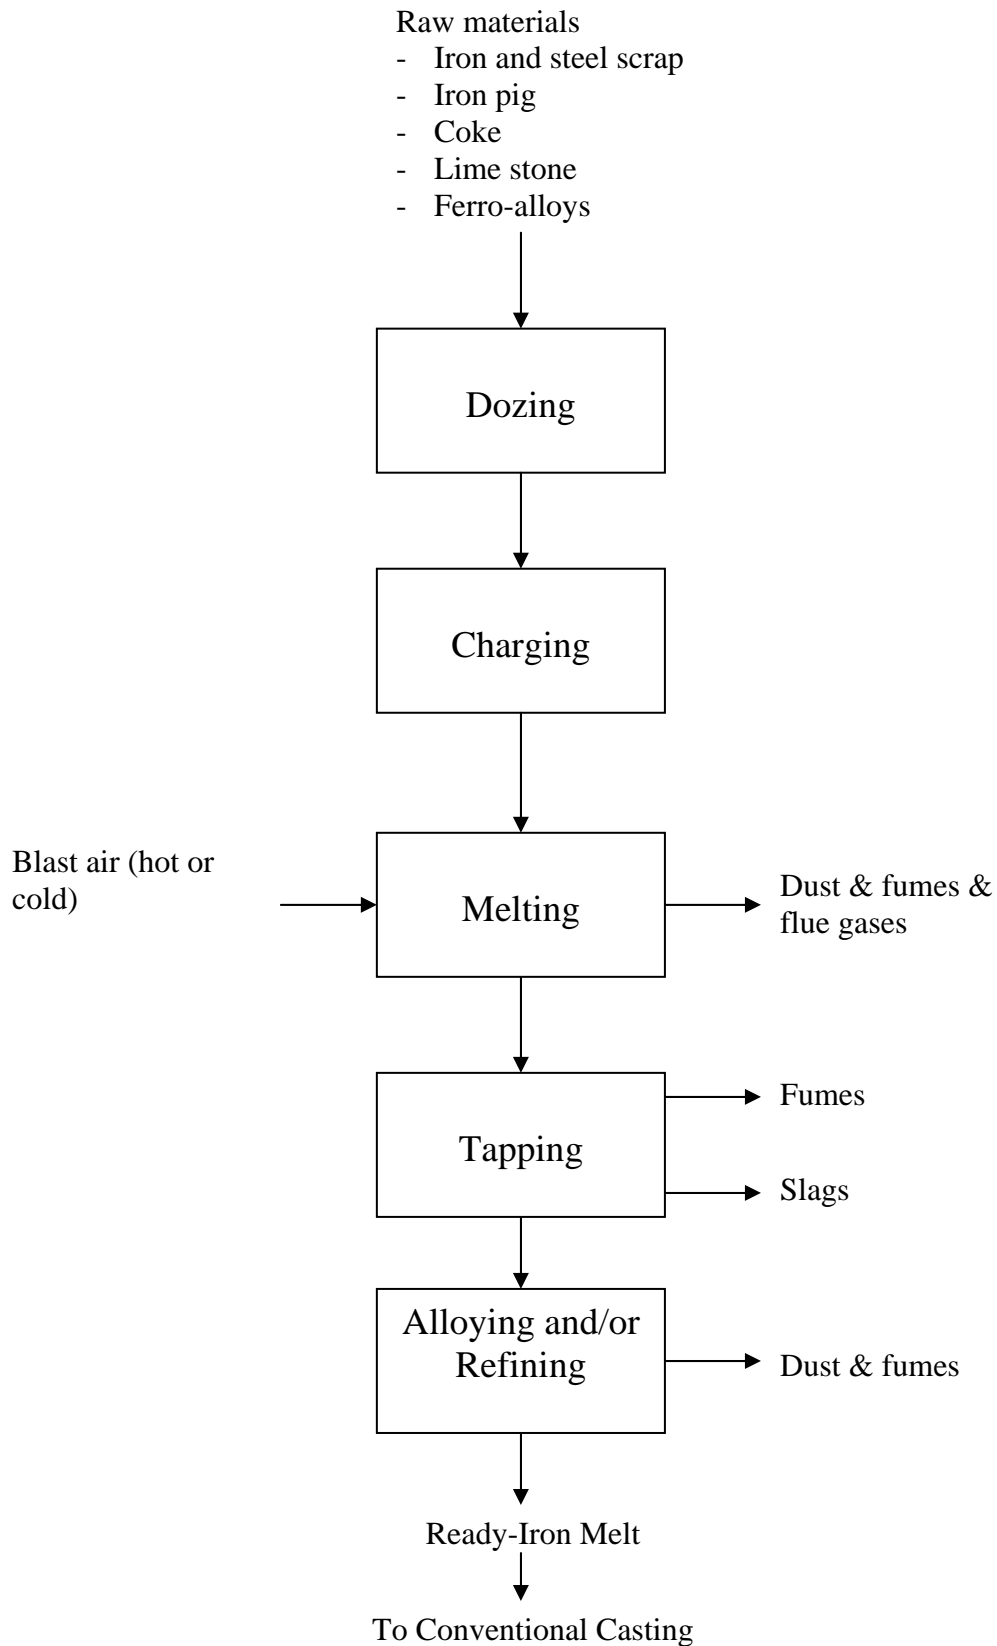 Raw materials
- Iron and steel scrap
- Iron pig
- Coke
- Lime stone
- Ferro-alloys
Dozing
Charging
Blast air (hot or
cold)
Melting
Dust & fumes &
flue gases
Tapping
Fumes
Slags
Alloying and/or
Refining
Dust & fumes
Ready-Iron Melt
To Conventional Casting